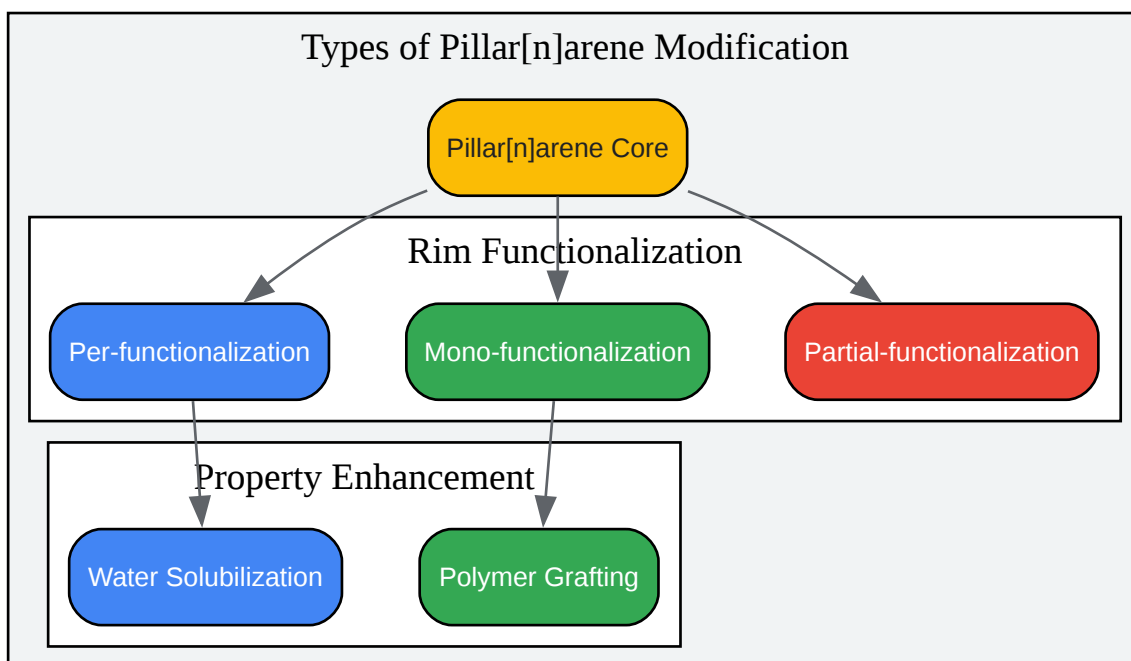 Types of Pillar[n]arene Modification
Pillar[n]arene Core
Rim Functionalization
Per-functionalization
Mono-functionalization
Partial-functionalization
Property Enhancement
Water Solubilization
Polymer Grafting